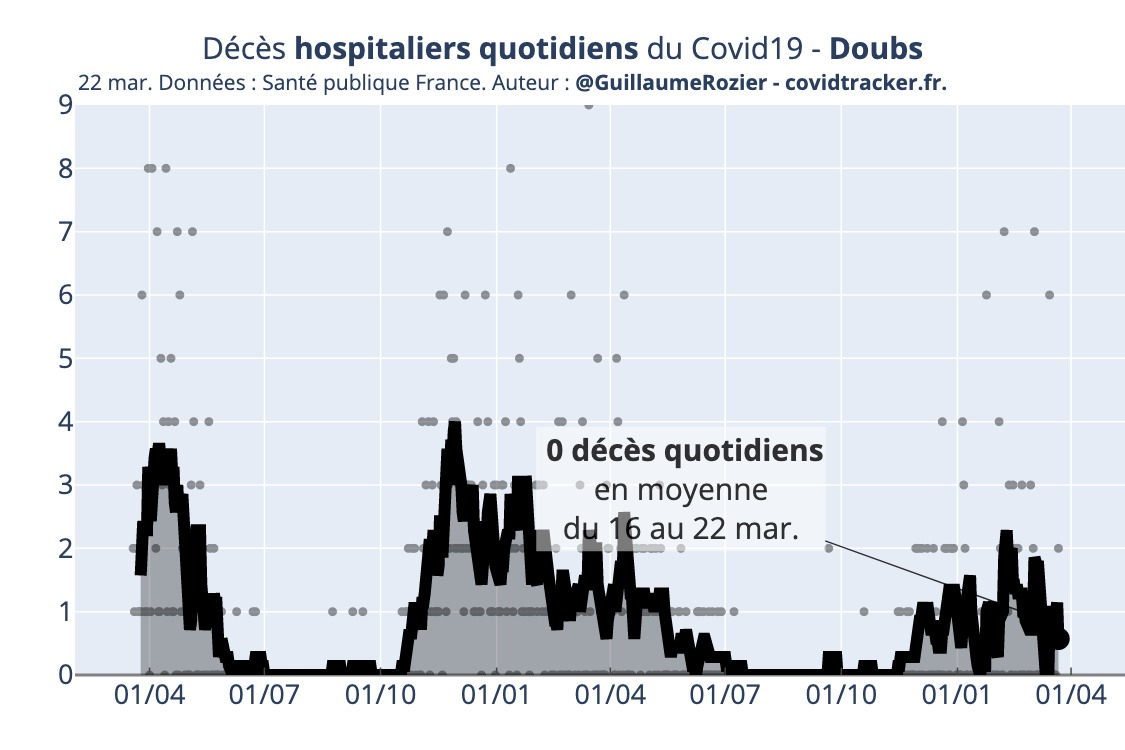 Décès hospitaliers quotidiens du Covid19 - Doubs
22 mar. Données : Santé publique France. Auteur : @GuillaumeRozier - covidtracker.fr.
9
8
7
6
5
4
3
2
1
0
0 décès quotidiens
en moyenne
du 16 au 22 mar.
01/04 01/07 01/10 01/01 01/04 01/07 01/10 01/01 01/04